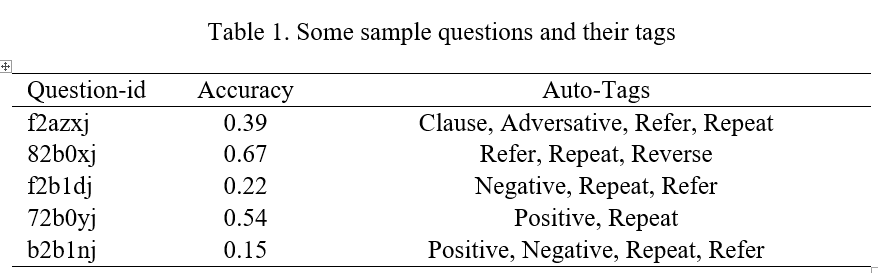 Table 1. Some sample questions and their tags
Question-id Accuracy Auto-Tags
f2azxj 0.39 Clause, Adversative, Refer, Repeat
82b0xj 0.67 Refer, Repeat, Reverse
f2b1dj 0.22 Negative, Repeat, Refer
72b0yj 0.54 Positive, Repeat
b2b1nj 0.15 Positive, Negative, Repeat, Refer